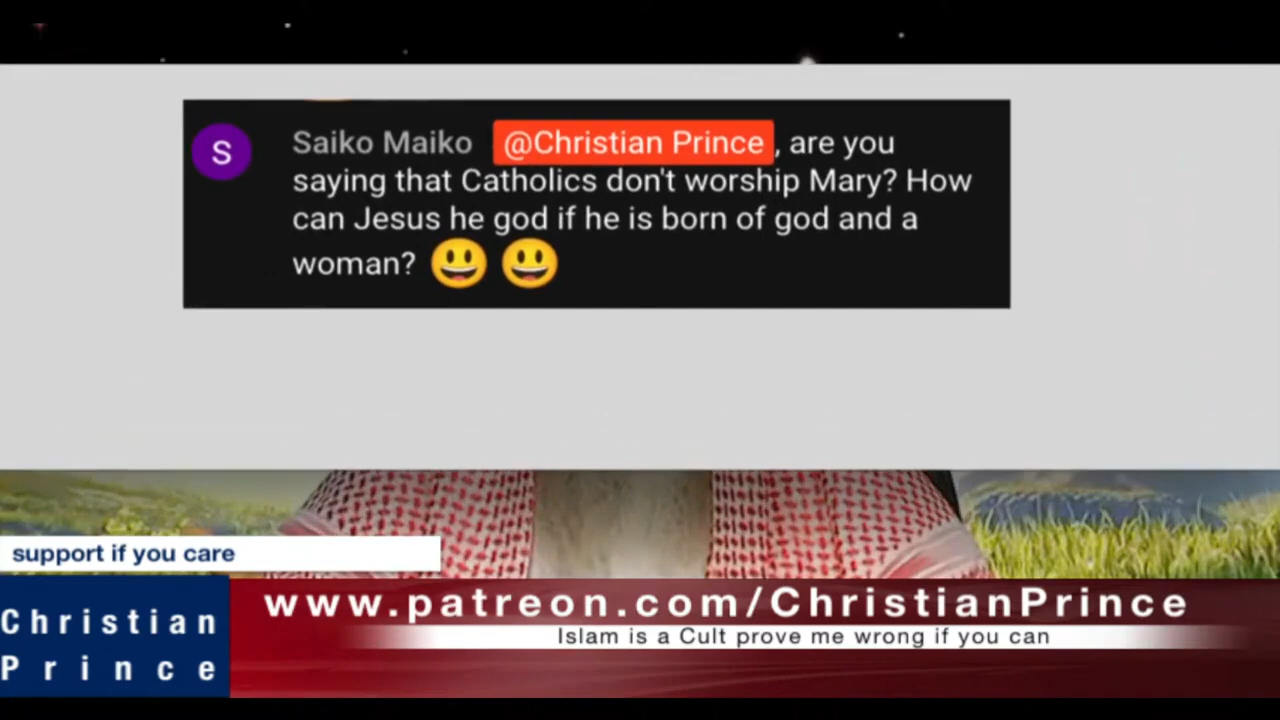 S
Saiko Maiko @Christian Prince, are you
saying that Catholics don't worship Mary? How
can Jesus he god if he is born of god and a
woman? 😃 😃
support if you care
Christian
Prince
www.patreon.com/ChristianPrince
Islam is a Cult prove me wrong if you can